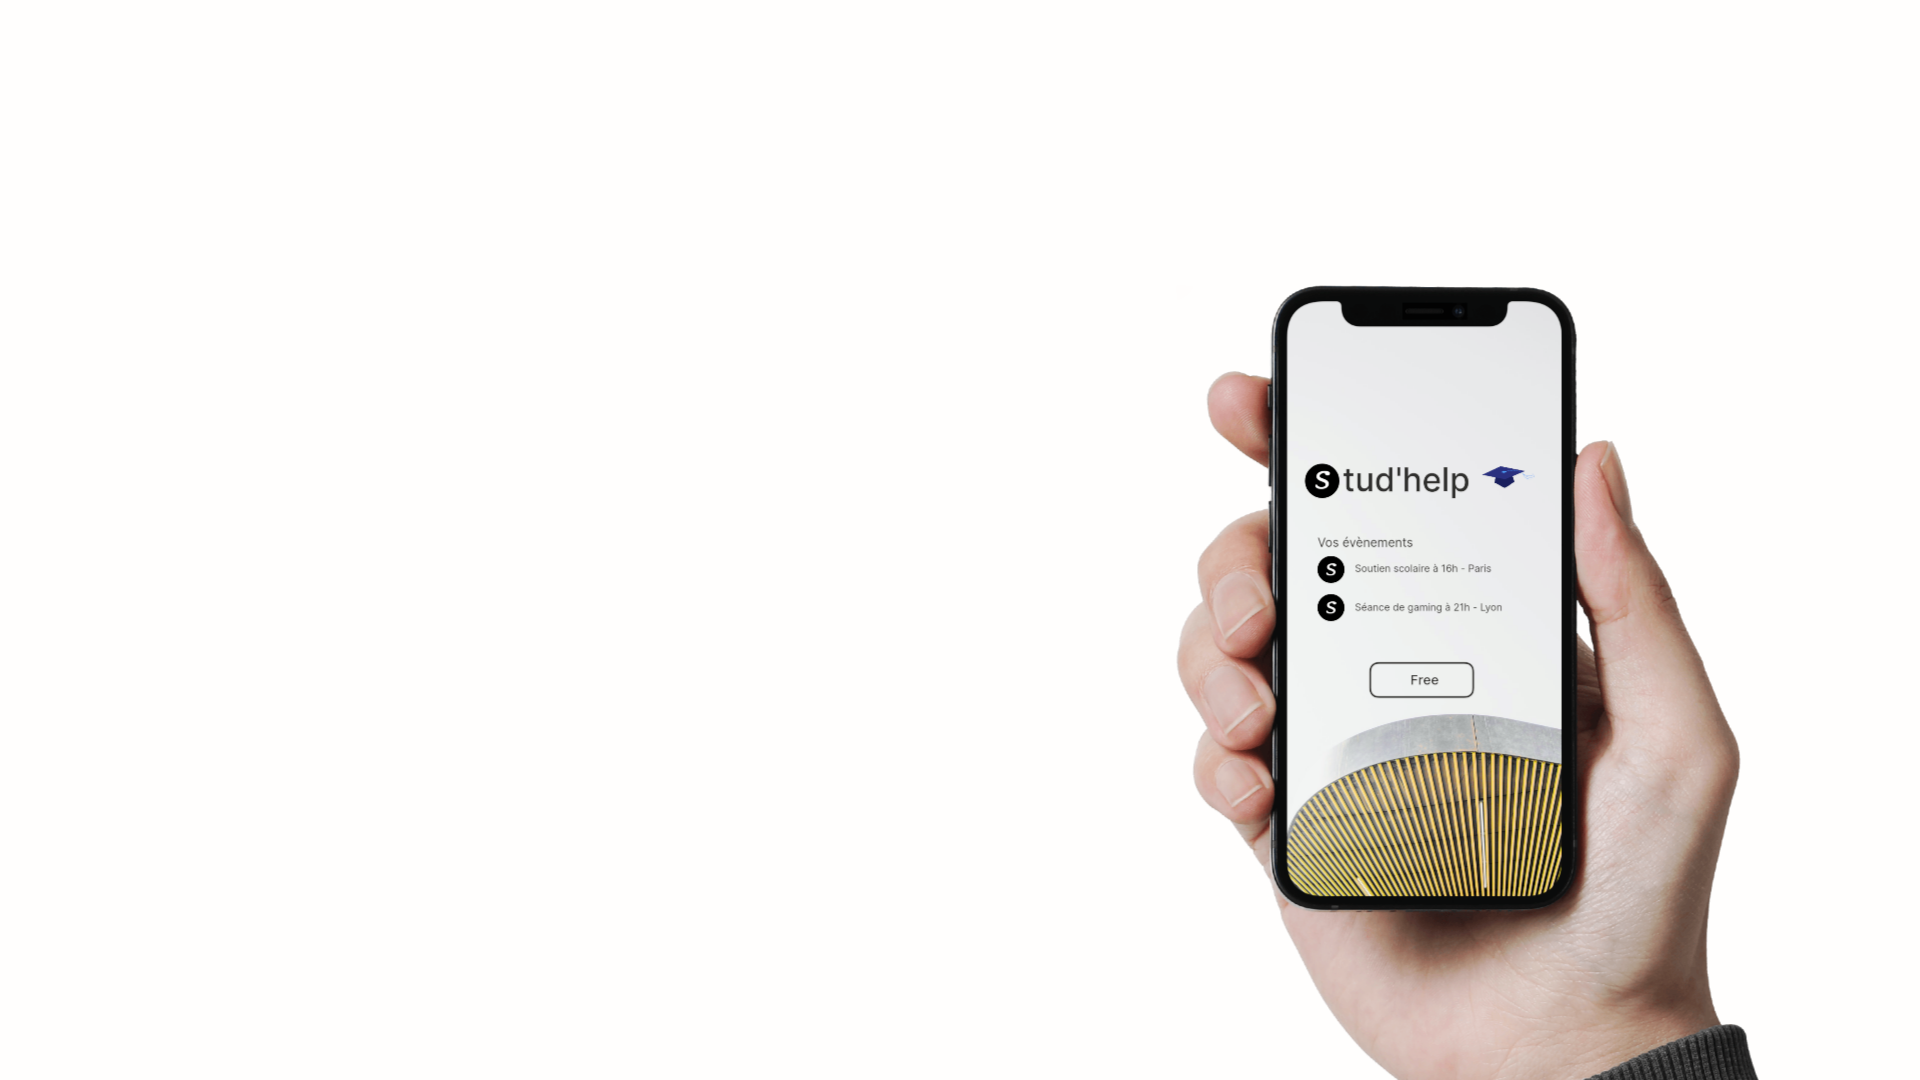 Stud'help
Vos évènements
S Soutien scolaire à 16h - Paris
S Séance de gaming à 21h - Lyon
Free